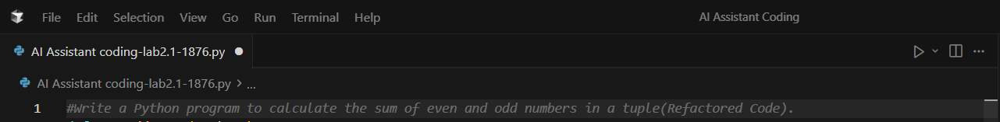 File Edit Selection View Go Run Terminal Help AI Assistant Coding
AI Assistant coding-lab2.1-1876.py
AI Assistant coding-lab2.1-1876.py > ...
1 #Write a Python program to calculate the sum of even and odd numbers in a tuple(Refactored Code).